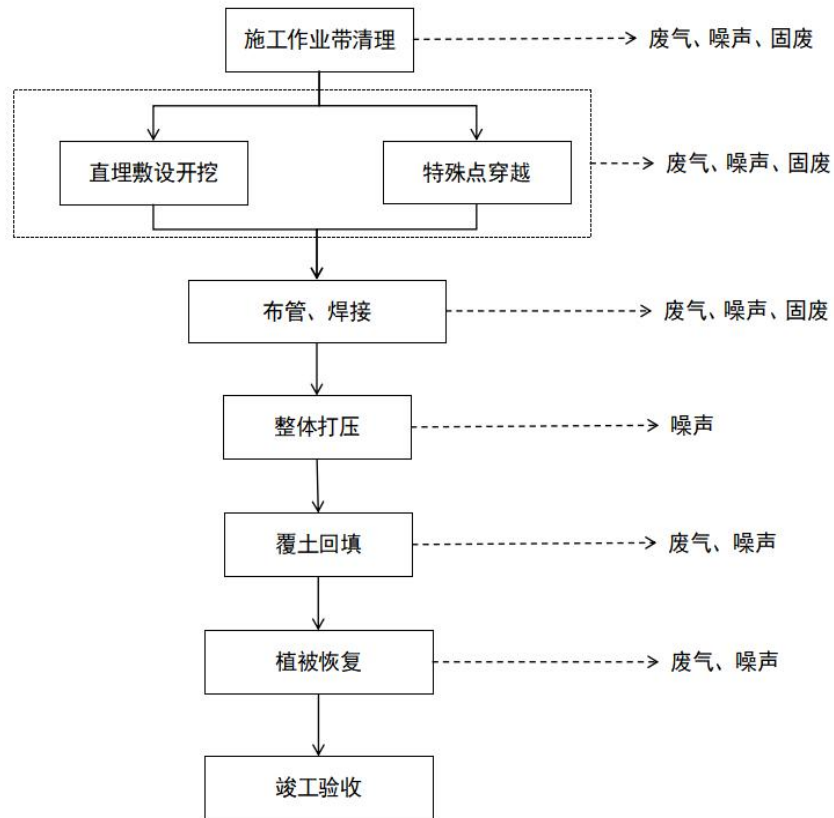 施工作业带清理
废气、噪声、固废
直埋敷设开挖
特殊点穿越
废气、噪声、固废
布管、焊接
废气、噪声、固废
整体打压
噪声
覆土回填
废气、噪声
植被恢复
废气、噪声
竣工验收